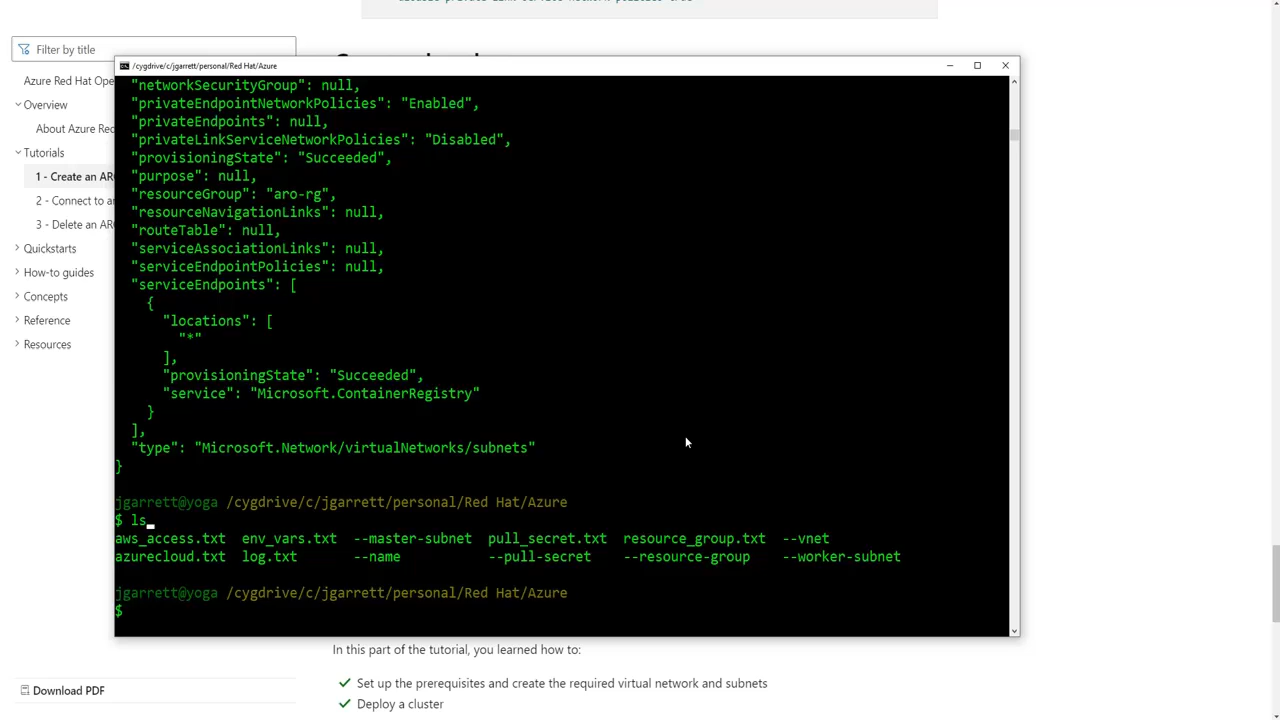 Filter by title
/cygdrive/c/jgarrett/personal/Red Hat/Azure
Azure Red Hat Ope
Overview
About Azure Red
Tutorials
1 - Create an AR
2 - Connect to a
3 - Delete an AR
Quickstarts
How-to guides
Concepts
Reference
Resources
Download PDF
"networkSecurityGroup": null,
"privateEndpointNetworkPolicies": "Enabled",
"privateEndpoints": null,
"privateLinkServiceNetworkPolicies": "Disabled",
"provisioningState": "Succeeded",
"purpose": null,
"resourceGroup": "aro-rg",
"resourceNavigationLinks": null,
"routeTable": null,
"serviceAssociationLinks": null,
"serviceEndpointPolicies": null,
"serviceEndpoints": [
{
"locations": [
"*"
],
"provisioningState": "Succeeded",
"service": "Microsoft.ContainerRegistry"
}
],
"type": "Microsoft.Network/virtualNetworks/subnets"
}
jgarrett@yoga /cygdrive/c/jgarrett/personal/Red Hat/Azure
$ ls
aws_access.txt env_vars.txt --master-subnet pull_secret.txt resource_group.txt --vnet
azurecloud.txt log.txt --name --pull-secret --resource-group --worker-subnet
jgarrett@yoga /cygdrive/c/jgarrett/personal/Red Hat/Azure
$
In this part of the tutorial, you learned how to:
Set up the prerequisites and create the required virtual network and subnets
Deploy a cluster